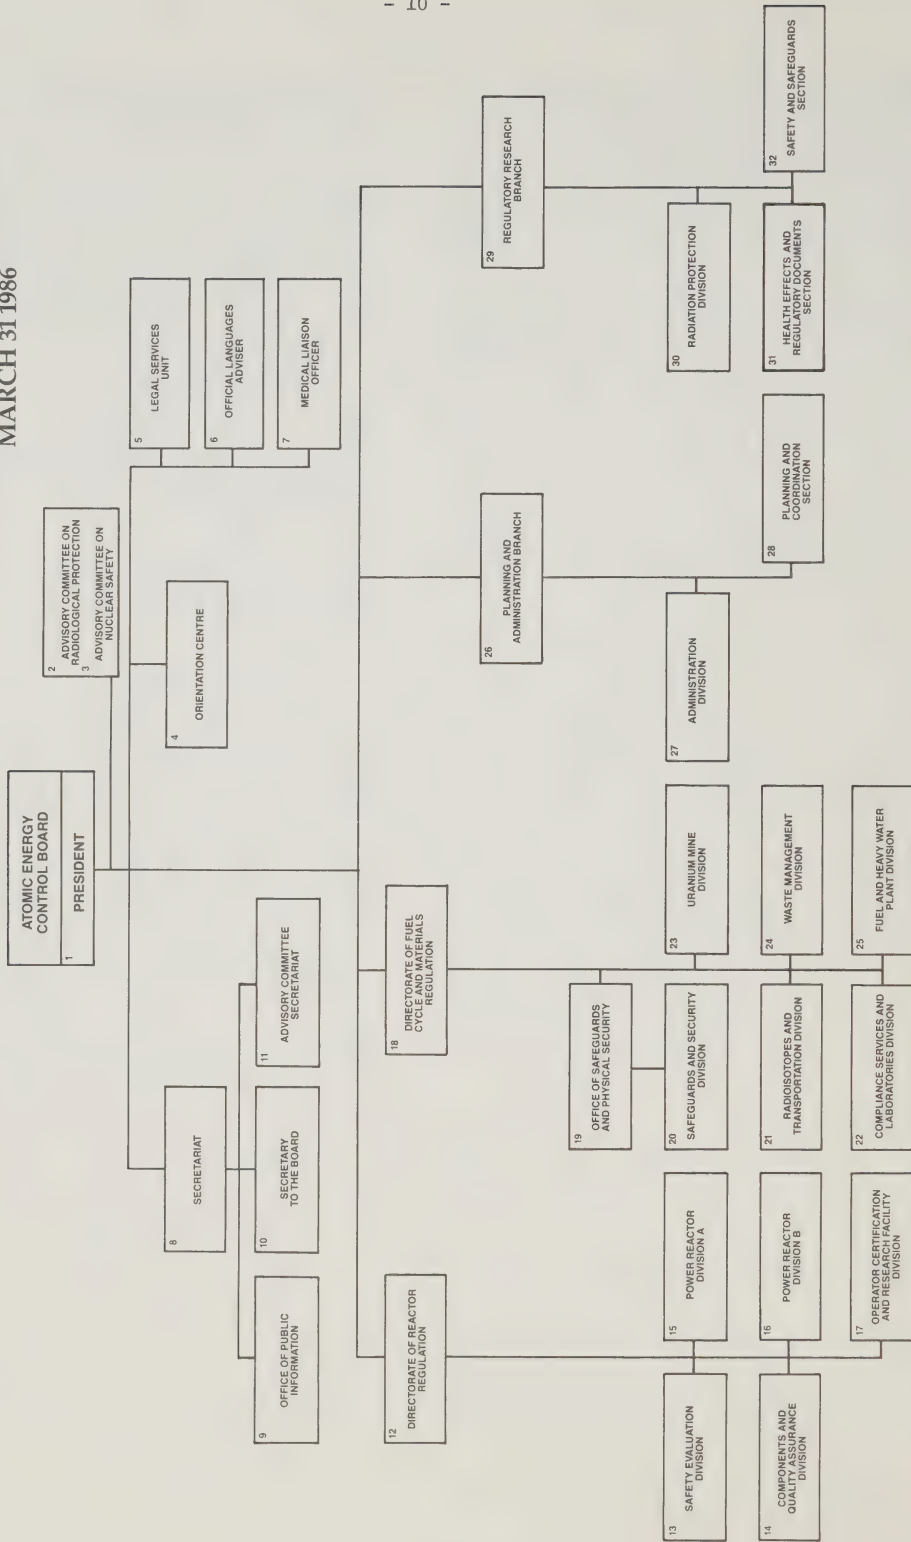 - 10 -
MARCH 31 1986
ATOMIC ENERGY
CONTROL BOARD
1
PRESIDENT
2
ADVISORY COMMITTEE ON
RADIOLOGICAL PROTECTION
3
ADVISORY COMMITTEE ON
NUCLEAR SAFETY
4
ORIENTATION CENTRE
5
LEGAL SERVICES
UNIT
6
OFFICIAL LANGUAGES
ADVISER
7
MEDICAL LIAISON
OFFICER
8
SECRETARIAT
9
OFFICE OF PUBLIC
INFORMATION
10
SECRETARY
TO THE BOARD
11
ADVISORY COMMITTEE
SECRETARIAT
12
DIRECTORATE OF REACTOR
REGULATION
13
SAFETY EVALUATION
DIVISION
14
COMPONENTS AND
QUALITY ASSURANCE
DIVISION
15
POWER REACTOR
DIVISION A
16
POWER REACTOR
DIVISION B
17
OPERATOR CERTIFICATION
AND RESEARCH FACILITY
DIVISION
18
DIRECTORATE OF FUEL
CYCLE AND MATERIALS
REGULATION
19
OFFICE OF SAFEGUARDS
AND PHYSICAL SECURITY
20
SAFEGUARDS AND SECURITY
DIVISION
21
RADIOISOTOPES AND
TRANSPORTATION DIVISION
22
COMPLIANCE SERVICES AND
LABORATORIES DIVISION
23
URANIUM MINE
DIVISION
24
WASTE MANAGEMENT
DIVISION
25
FUEL AND HEAVY WATER
PLANT DIVISION
26
PLANNING AND
ADMINISTRATION BRANCH
27
ADMINISTRATION
DIVISION
28
PLANNING AND
COORDINATION
SECTION
29
REGULATORY RESEARCH
BRANCH
30
RADIATION PROTECTION
DIVISION
31
HEALTH EFFECTS AND
REGULATORY DOCUMENTS
SECTION
32
SAFETY AND SAFEGUARDS
SECTION